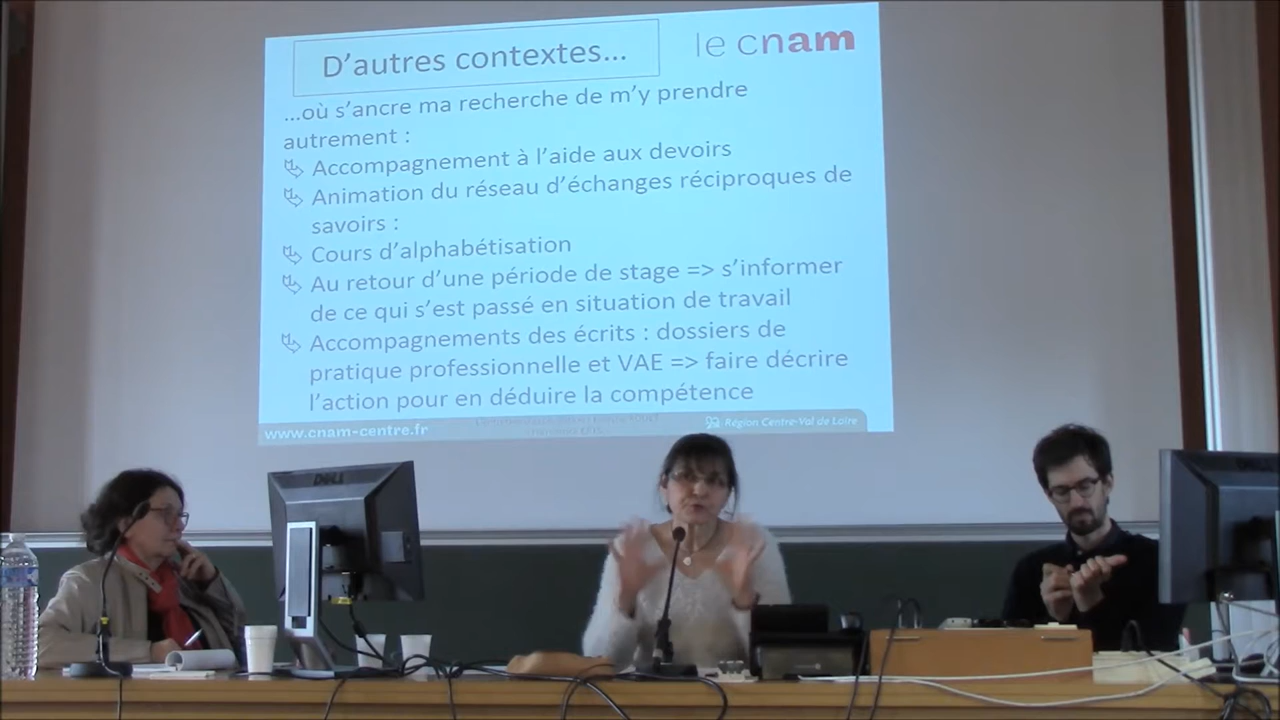 D'autres contextes...
le cnam
...où s'ancre ma recherche de m'y prendre
autrement :
Accompagnement à l'aide aux devoirs
Animation du réseau d'échanges réciproques de
savoirs :
Cours d'alphabétisation
Au retour d'une période de stage => s'informer
de ce qui s'est passé en situation de travail
Accompagnements des écrits : dossiers de
pratique professionnelle et VAE => faire décrire
l'action pour en déduire la compétence
www.cnam-centre.fr
Région Centre-Val de Loire
DELL